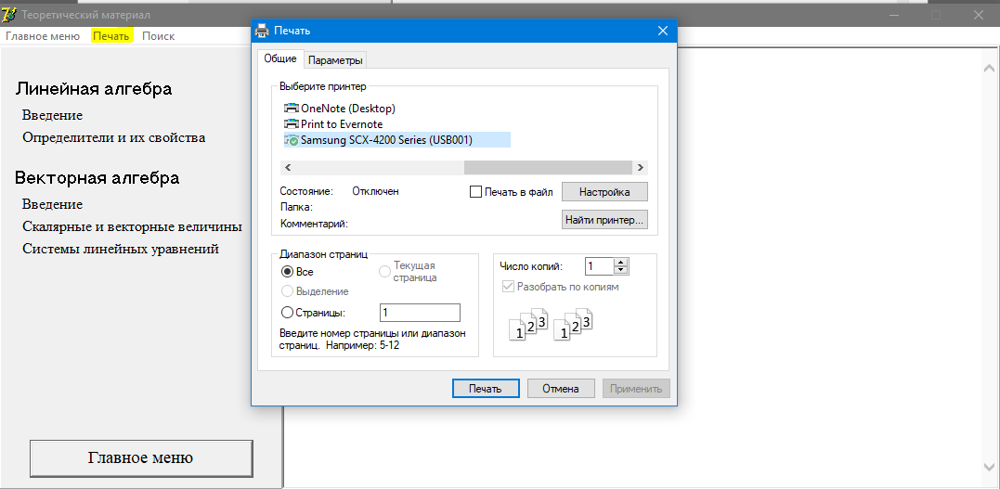 Теоретический материал
Главное меню Печать Поиск
Линейная алгебра
Введение
Определители и их свойства
Векторная алгебра
Введение
Скалярные и векторные величины
Системы линейных уравнений
Главное меню
Печать
Общие Параметры
Выберите принтер
OneNote (Desktop)
Print to Evernote
Samsung SCX-4200 Series (USB001)
Состояние: Отключен
Папка:
Комментарий:
Печать в файл Настройка
Найти принтер...
Диапазон страниц
Все Текущая
страница
Выделение
Страницы: 1
Введите номер страницы или диапазон
страниц. Например: 5-12
Число копий: 1
Разобрать по копиям
1 2 3 1 2 3
Печать Отмена Применить